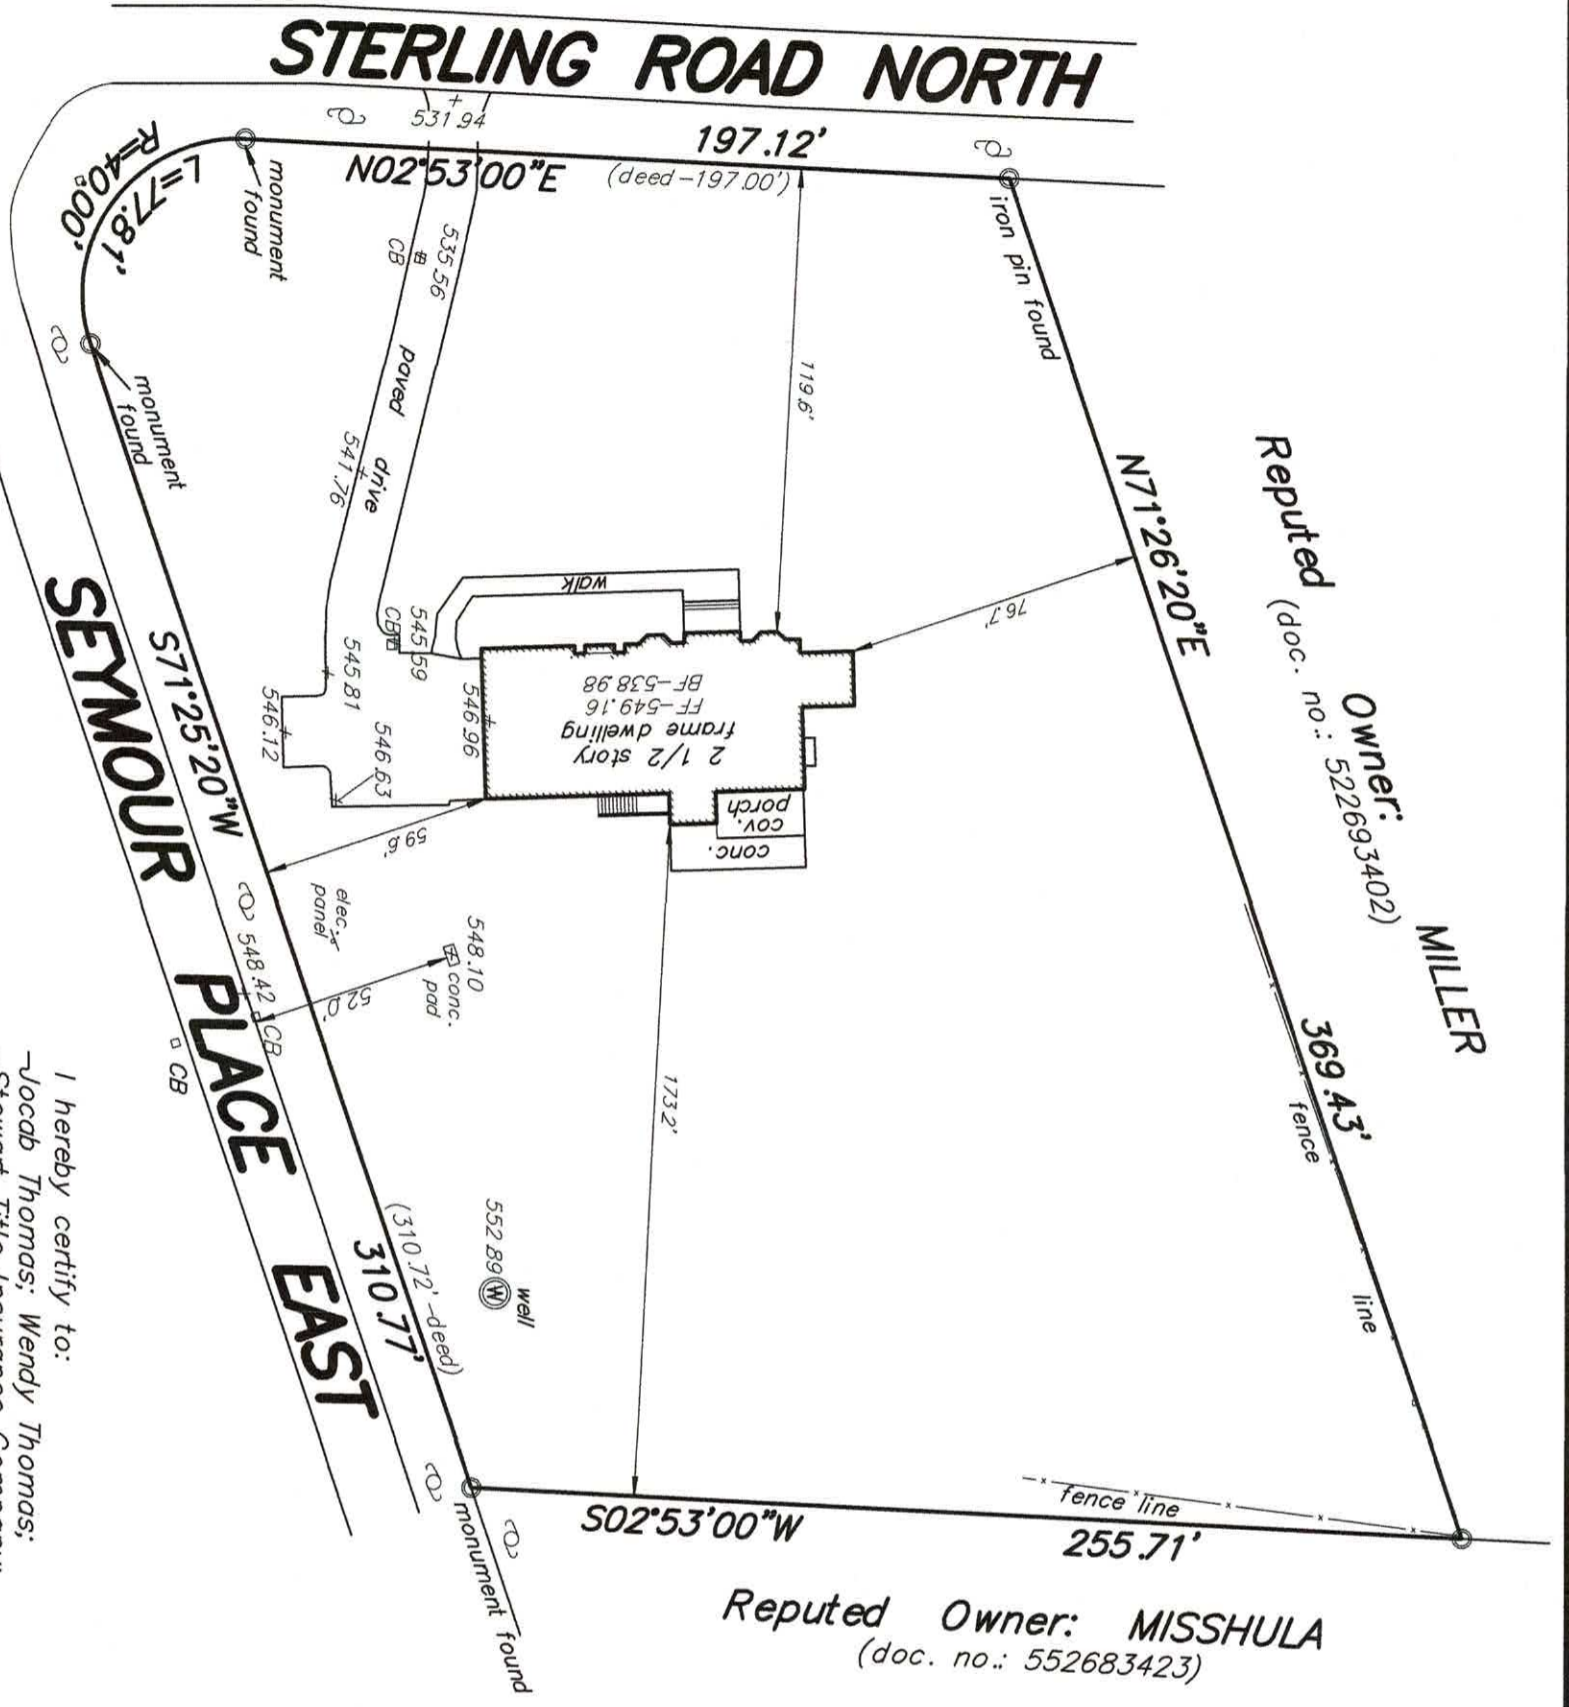 STERLING ROAD NORTH
531.94
197.12'
N02°53'00"E
(deed-197.00')
R=40.00'
L=77.81'
monument
found
iron pin found
535.56
CB
paved drive
119.6'
541.76
monument
found
N71°26'20"E
369.43'
fence line
76.7'
Reputed Owner: MILLER
(doc. no.: 522693402)
walk
545.59
CB
545.81
546.12
546.63
546.96
2 1/2 story
frame dwelling
FF-549.16
BF-538.98
cov.
porch
conc.
59.6'
S71°25'20"W
310.77'
(310.72'-deed)
SEYMOUR PLACE EAST
elec.
panel
548.10
conc.
pad
52.0'
548.42
CB
CB
173.2'
552.89
W
well
fence line
S02°53'00"W
255.71'
monument found
Reputed Owner: MISSHULA
(doc. no.: 552683423)
I hereby certify to:
-Jocab Thomas; Wendy Thomas;
-Stewart Title Insurance Company